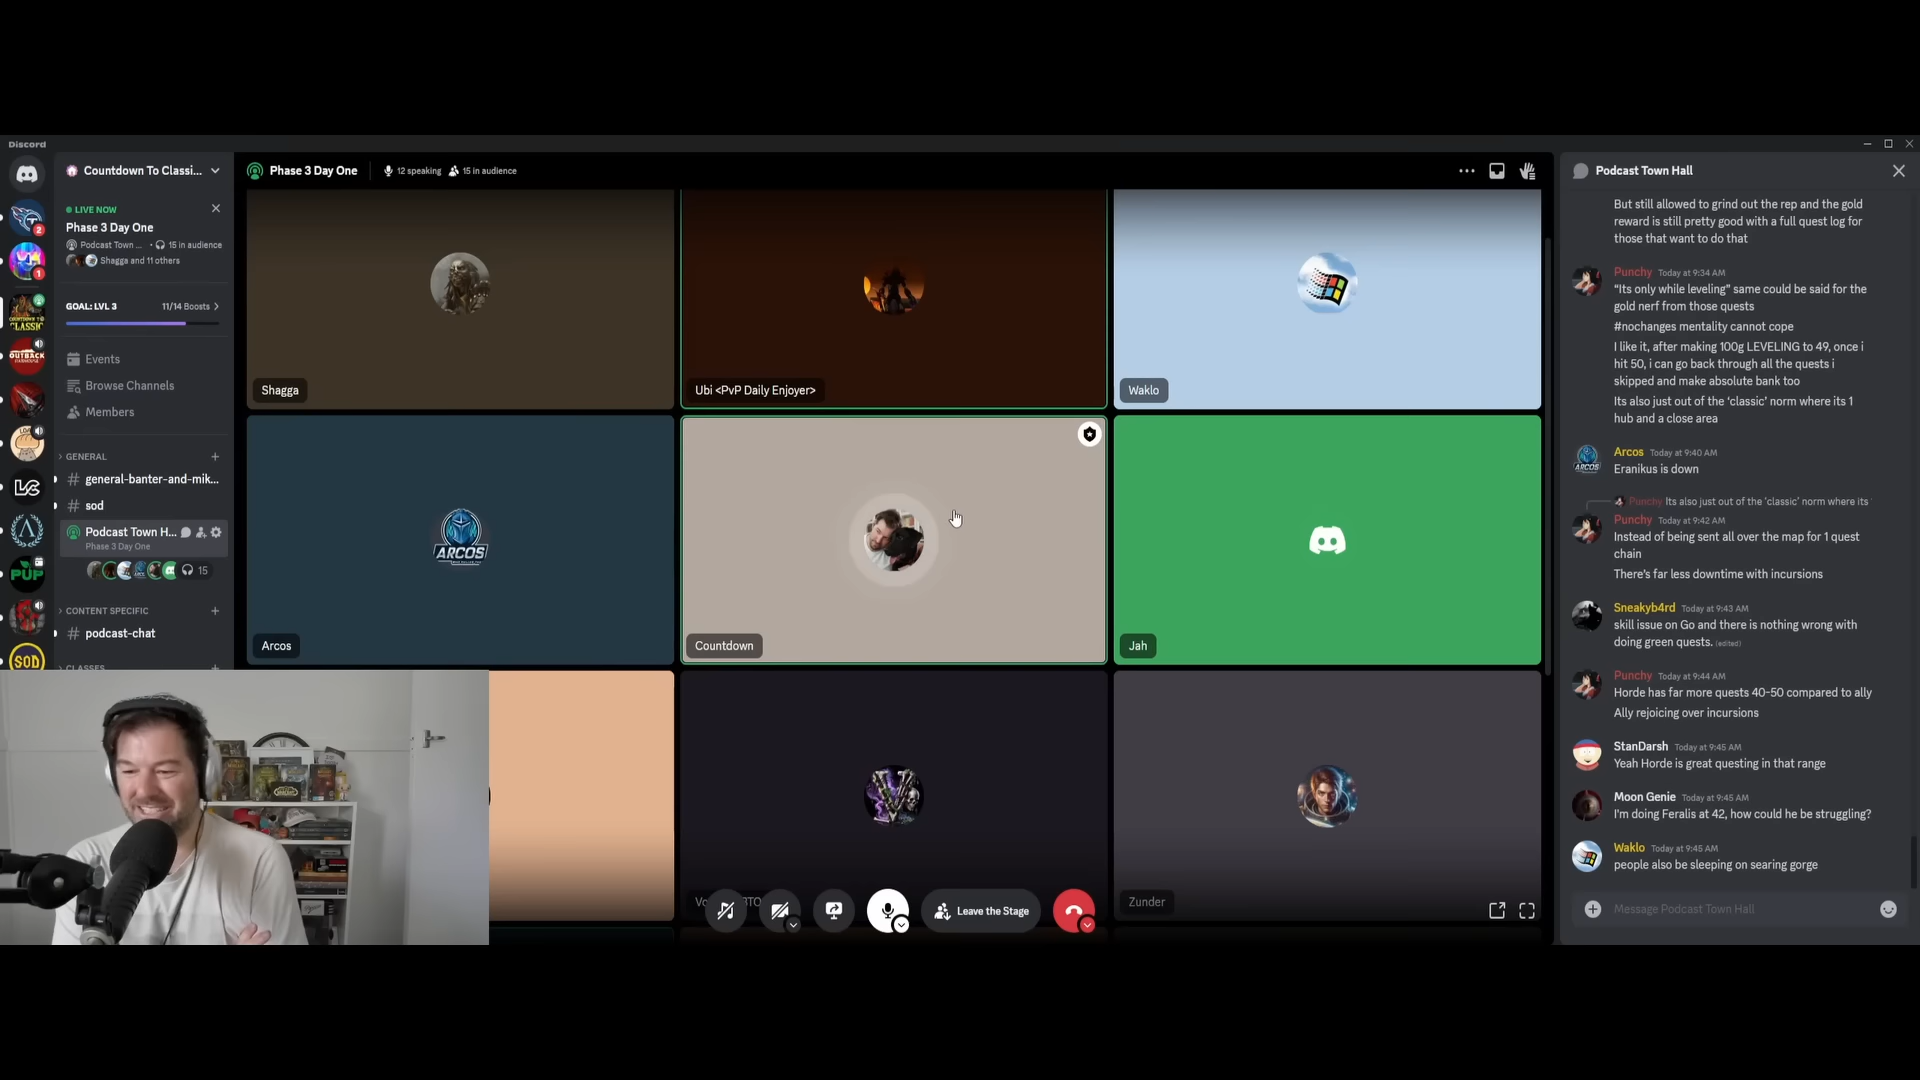 Discord
Countdown To Classi...
LIVE NOW
Phase 3 Day One
Podcast Town ... • 15 in audience
Shagga and 11 others
GOAL: LVL 3 11/14 Boosts >
Events
Browse Channels
Members
GENERAL +
# general-banter-and-mik...
# sod
Podcast Town H...
Phase 3 Day One
15
CONTENT SPECIFIC +
# podcast-chat
CLASSES
2
1
CLASSIC
OUTBACK
PUP
SOD
Phase 3 Day One 12 speaking 15 in audience
Shagga
Ubi <PvP Daily Enjoyer>
Waklo
ARCOS
Arcos
Countdown
Jah
Zunder
Leave the Stage
Podcast Town Hall
But still allowed to grind out the rep and the gold
reward is still pretty good with a full quest log for
those that want to do that
Punchy Today at 9:34 AM
"Its only while leveling" same could be said for the
gold nerf from those quests
#nochanges mentality cannot cope
I like it, after making 100g LEVELING to 49, once i
hit 50, i can go back through all the quests i
skipped and make absolute bank too
Its also just out of the 'classic' norm where its 1
hub and a close area
ARCOS
Arcos Today at 9:40 AM
Eranikus is down
Punchy Its also just out of the 'classic' norm where its
Punchy Today at 9:42 AM
Instead of being sent all over the map for 1 quest
chain
There's far less downtime with incursions
Sneakyb4rd Today at 9:43 AM
skill issue on Go and there is nothing wrong with
doing green quests. (edited)
Punchy Today at 9:44 AM
Horde has far more quests 40-50 compared to ally
Ally rejoicing over incursions
StanDarsh Today at 9:45 AM
Yeah Horde is great questing in that range
Moon Genie Today at 9:45 AM
I'm doing Feralis at 42, how could he be struggling?
Waklo Today at 9:45 AM
people also be sleeping on searing gorge
Message Podcast Town Hall